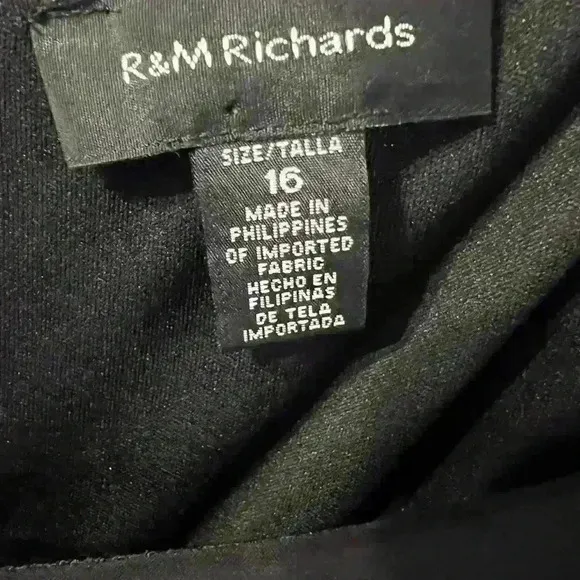 R&M Richards
SIZE/TALLA
16
MADE IN
PHILIPPINES
OF IMPORTED
FABRIC
HECHO EN
FILIPINAS
DE TELA
IMPORTADA